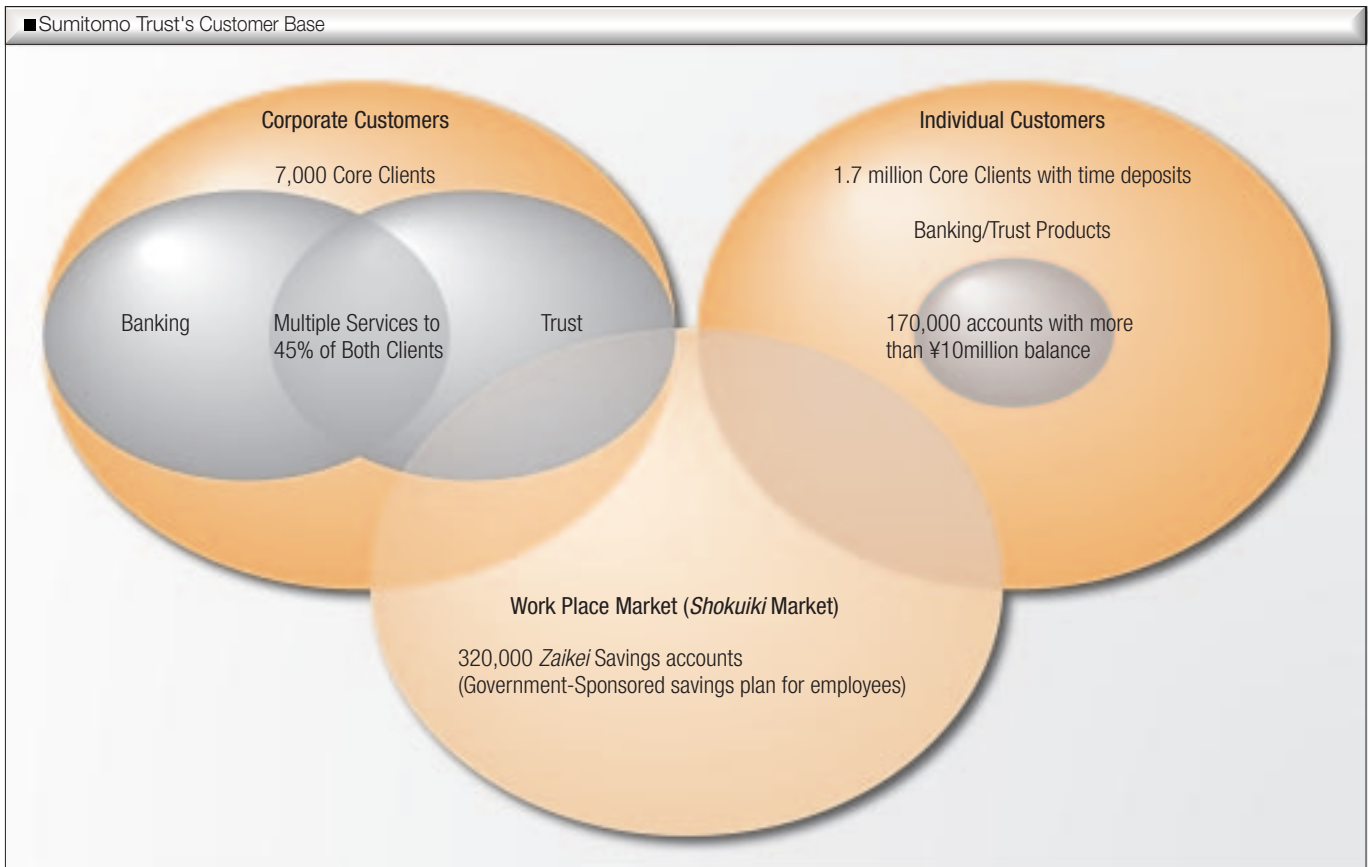 ■Sumitomo Trust's Customer Base
Corporate Customers
7,000 Core Clients
Banking
Multiple Services to
45% of Both Clients
Trust
Individual Customers
1.7 million Core Clients with time deposits
Banking/Trust Products
170,000 accounts with more
than ¥10million balance
Work Place Market (Shokuiki Market)
320,000 Zaikei Savings accounts
(Government-Sponsored savings plan for employees)